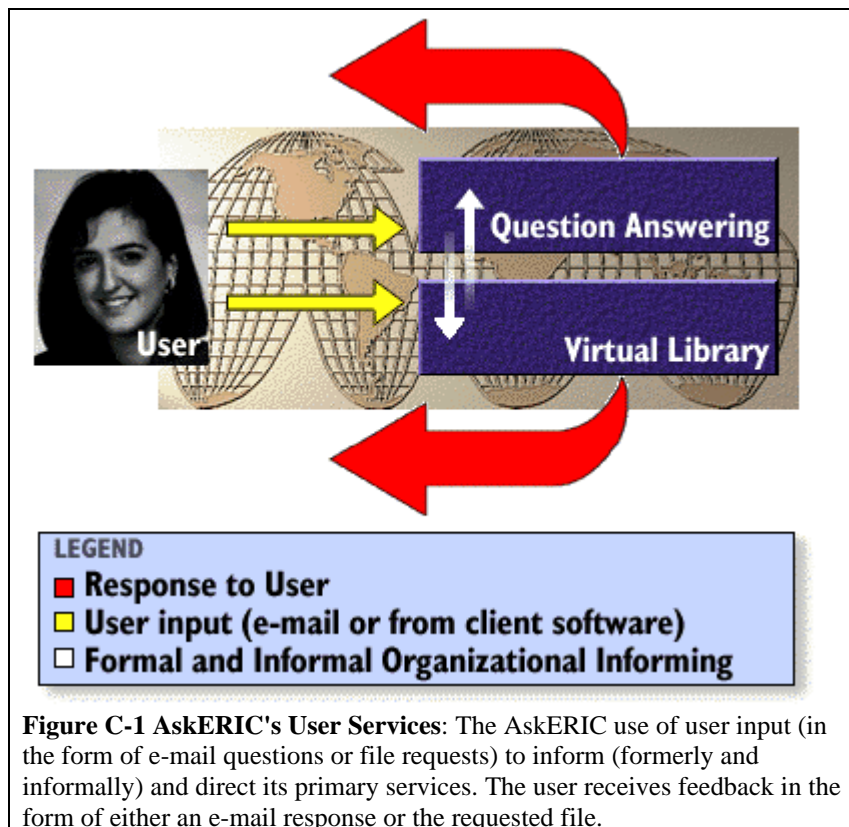 Question Answering
User
Virtual Library
LEGEND
Response to User
User input (e-mail or from client software)
Formal and Informal Organizational Informing
Figure C-1 AskERIC's User Services: The AskERIC use of user input (in
the form of e-mail questions or file requests) to inform (formerly and
informally) and direct its primary services. The user receives feedback in the
form of either an e-mail response or the requested file.